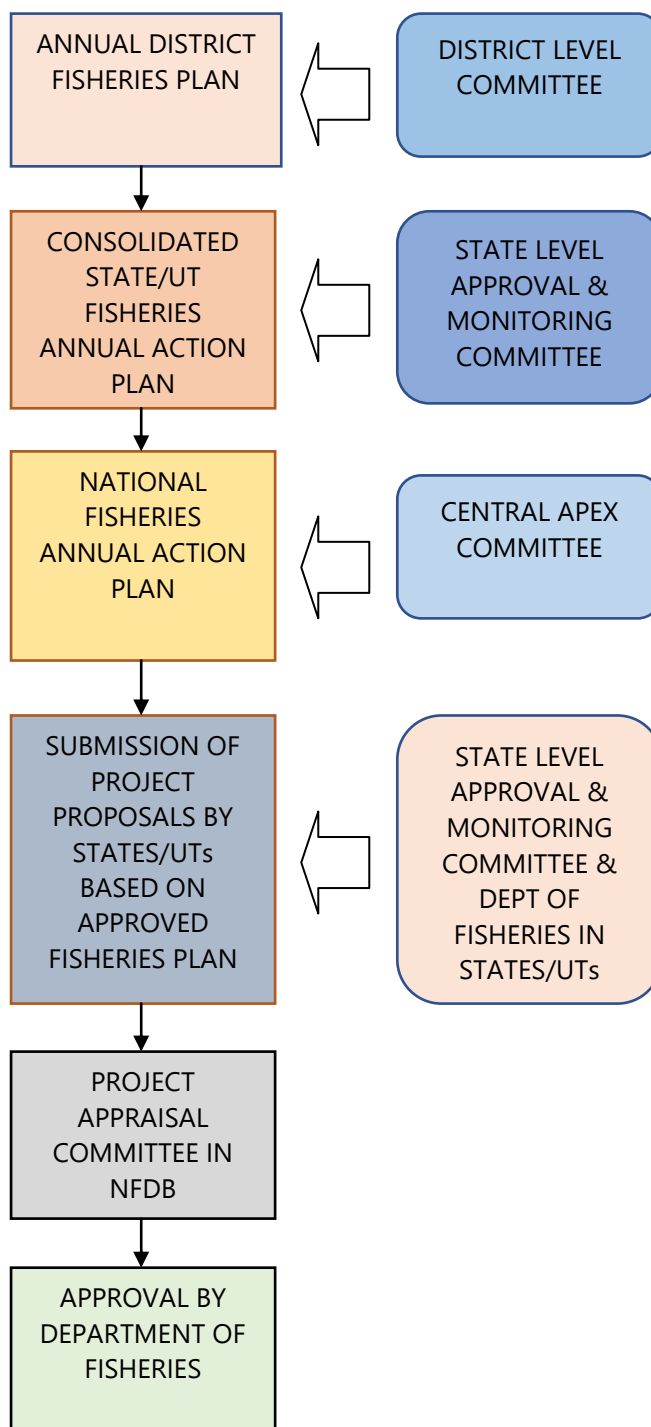 ANNUAL DISTRICT
FISHERIES PLAN
DISTRICT LEVEL
COMMITTEE
CONSOLIDATED
STATE/UT
FISHERIES
ANNUAL ACTION
PLAN
STATE LEVEL
APPROVAL &
MONITORING
COMMITTEE
NATIONAL
FISHERIES
ANNUAL ACTION
PLAN
CENTRAL APEX
COMMITTEE
SUBMISSION OF
PROJECT
PROPOSALS BY
STATES/UTs
BASED ON
APPROVED
FISHERIES PLAN
STATE LEVEL
APPROVAL &
MONITORING
COMMITTEE &
DEPT OF
FISHERIES IN
STATES/UTs
PROJECT
APPRAISAL
COMMITTEE IN
NFDB
APPROVAL BY
DEPARTMENT OF
FISHERIES